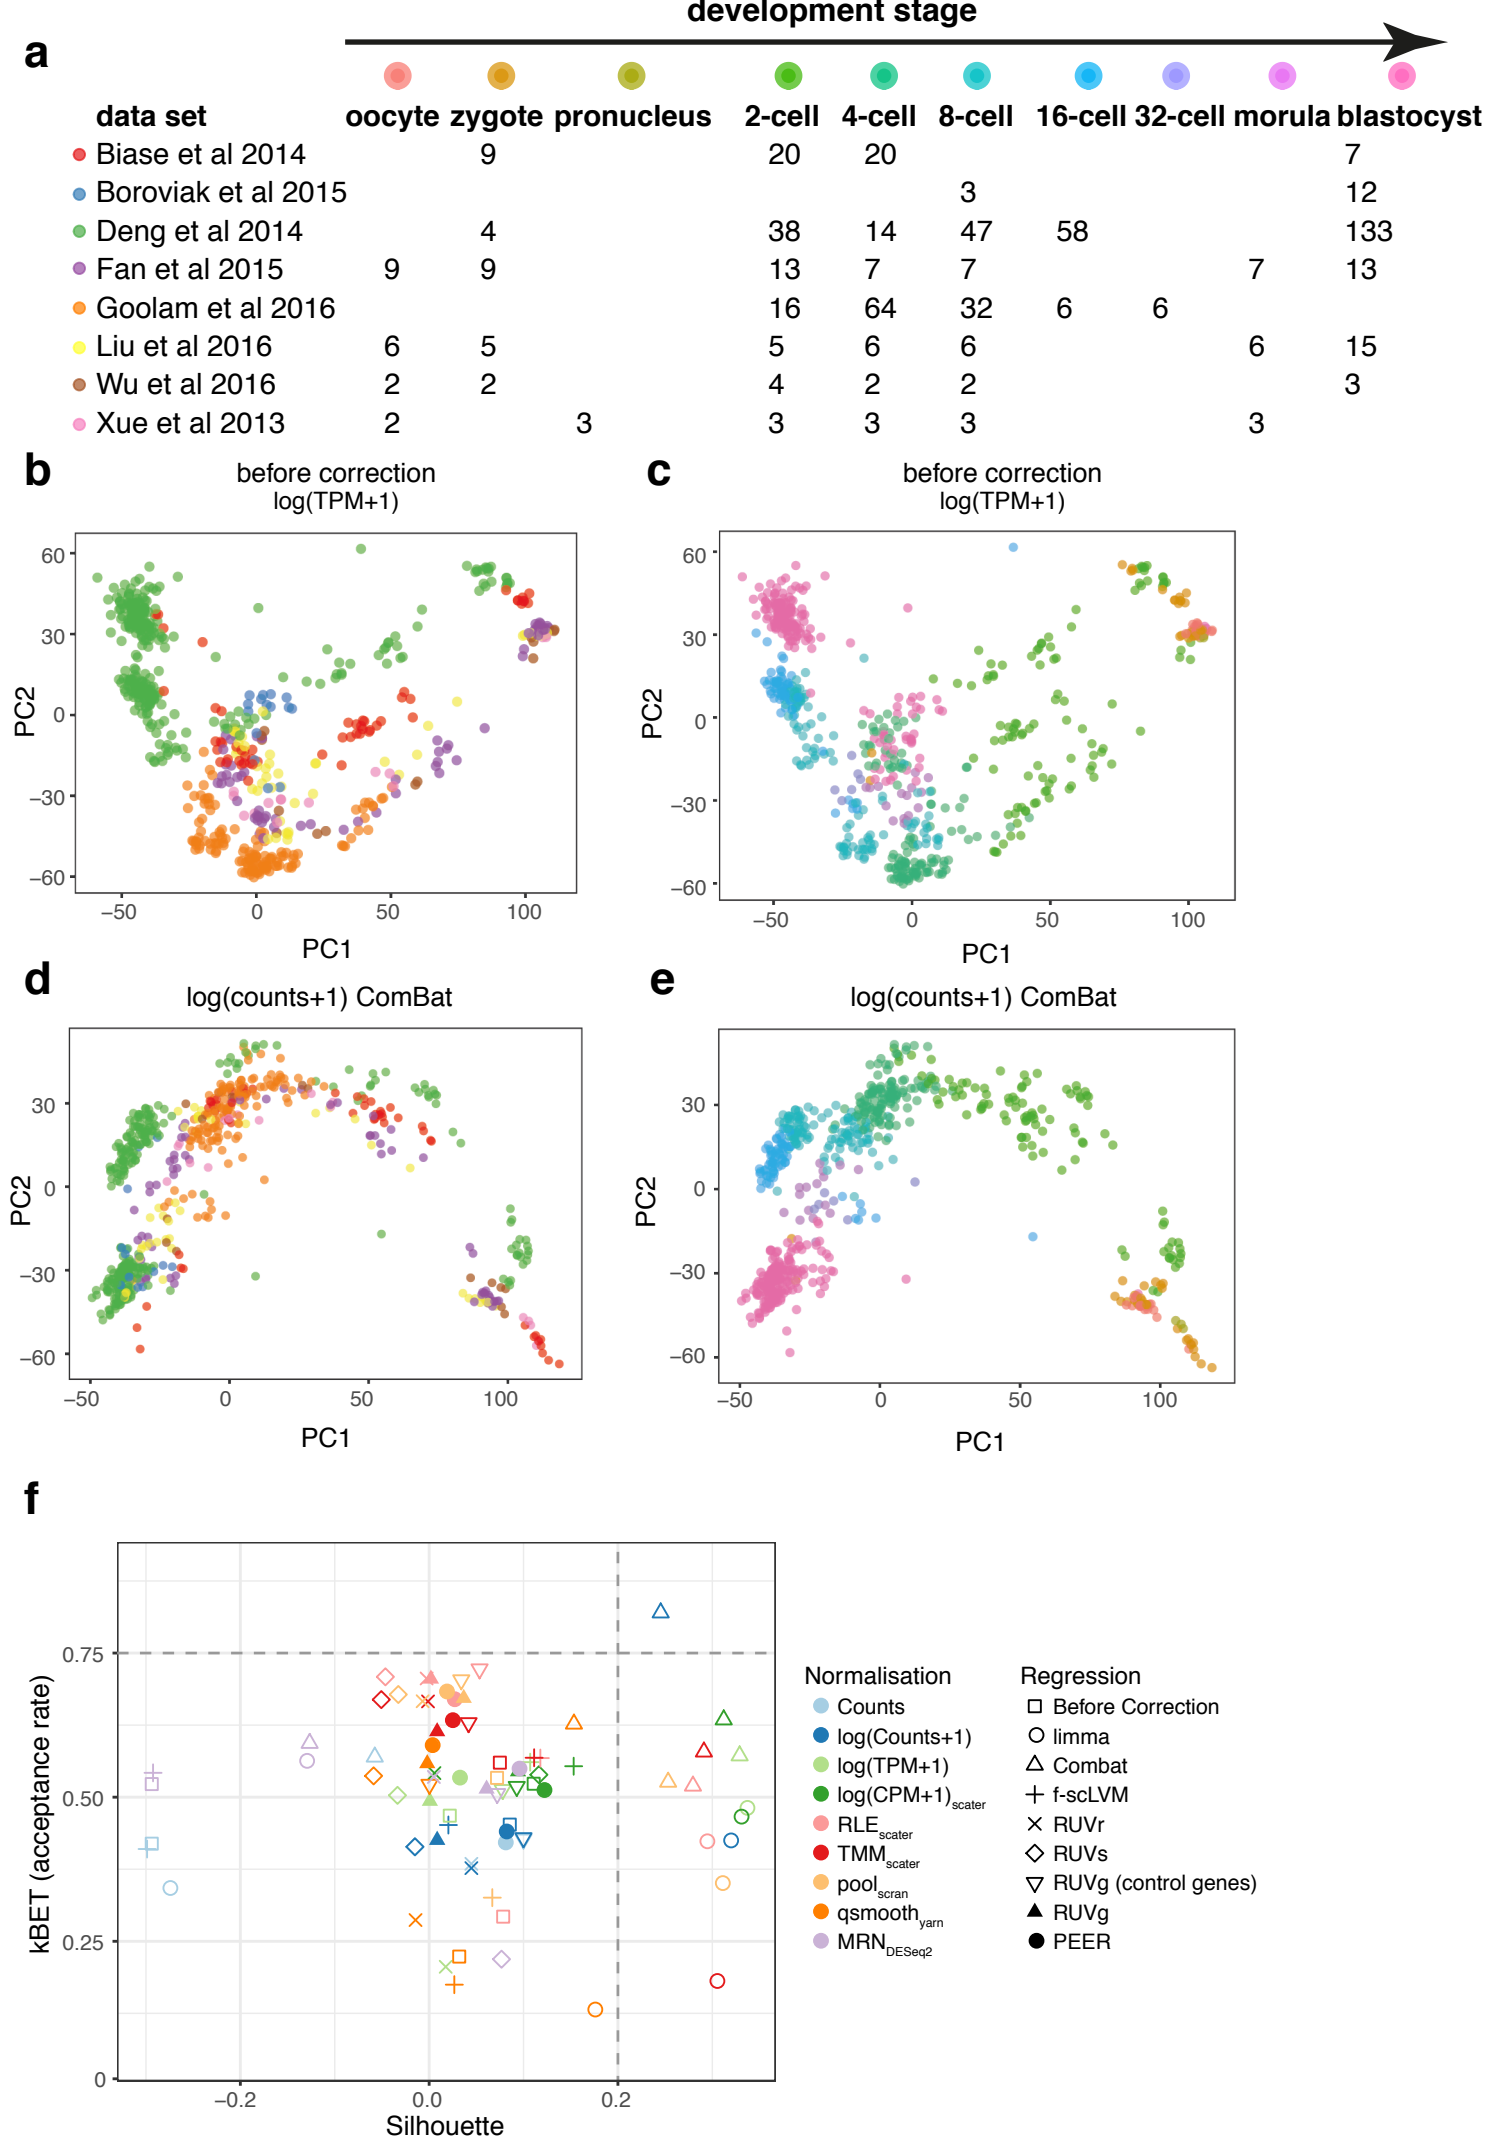 development stage
a
data set oocyte zygote pronucleus 2-cell 4-cell 8-cell 16-cell 32-cell morula blastocyst
Biase et al 2014 9 20 20 7
Boroviak et al 2015 3 12
Deng et al 2014 4 38 14 47 58 133
Fan et al 2015 9 9 13 7 7 7 13
Goolam et al 2016 16 64 32 6 6
Liu et al 2016 6 5 5 6 6 6 15
Wu et al 2016 2 2 4 2 2 3
Xue et al 2013 2 3 3 3 3 3
b
before correction
log(TPM+1)
60
30
0
−30
−60
PC2
−50 0 50 100
PC1
c
before correction
log(TPM+1)
60
30
0
−30
−60
PC2
−50 0 50 100
PC1
d
log(counts+1) ComBat
30
0
−30
−60
PC2
−50 0 50 100
PC1
e
log(counts+1) ComBat
30
0
−30
−60
PC2
−50 0 50 100
PC1
f
0.75
0.50
0.25
0
kBET (acceptance rate)
−0.2 0.0 0.2
Silhouette
Normalisation
Counts
log(Counts+1)
log(TPM+1)
log(CPM+1)scater
RLEscater
TMMscater
poolscran
qsmoothyarn
MRNDESeq2
Regression
Before Correction
limma
Combat
f-scLVM
RUVr
RUVs
RUVg (control genes)
RUVg
PEER